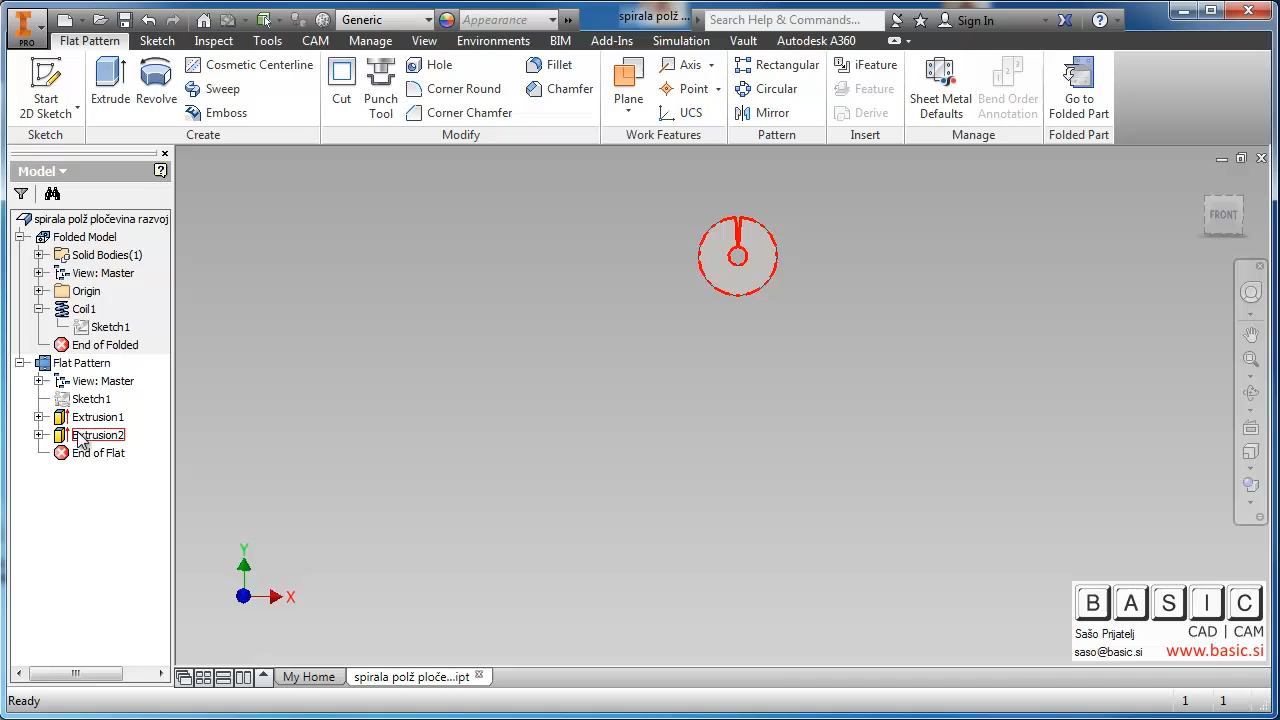 Generic
Appearance
spirala polž ...
Search Help & Commands...
Sign In
PRO
Flat Pattern
Sketch
Inspect
Tools
CAM
Manage
View
Environments
BIM
Add-Ins
Simulation
Vault
Autodesk A360
Start
2D Sketch
Extrude
Revolve
Cosmetic Centerline
Sweep
Emboss
Cut
Punch
Tool
Hole
Corner Round
Corner Chamfer
Fillet
Chamfer
Plane
Axis
Point
UCS
Rectangular
Circular
Mirror
iFeature
Feature
Derive
Sheet Metal
Defaults
Bend Order
Annotation
Go to
Folded Part
Sketch
Create
Modify
Work Features
Pattern
Insert
Manage
Folded Part
Model
spirala polž pločevina razvoj
Folded Model
Solid Bodies(1)
View: Master
Origin
Coil1
Sketch1
End of Folded
Flat Pattern
View: Master
Sketch1
Extrusion1
Extrusion2
End of Flat
FRONT
Y
X
BASIC
CAD | CAM
Sašo Prijatelj
saso@basic.si
www.basic.si
My Home
spirala polž ploče...ipt
Ready
1 1